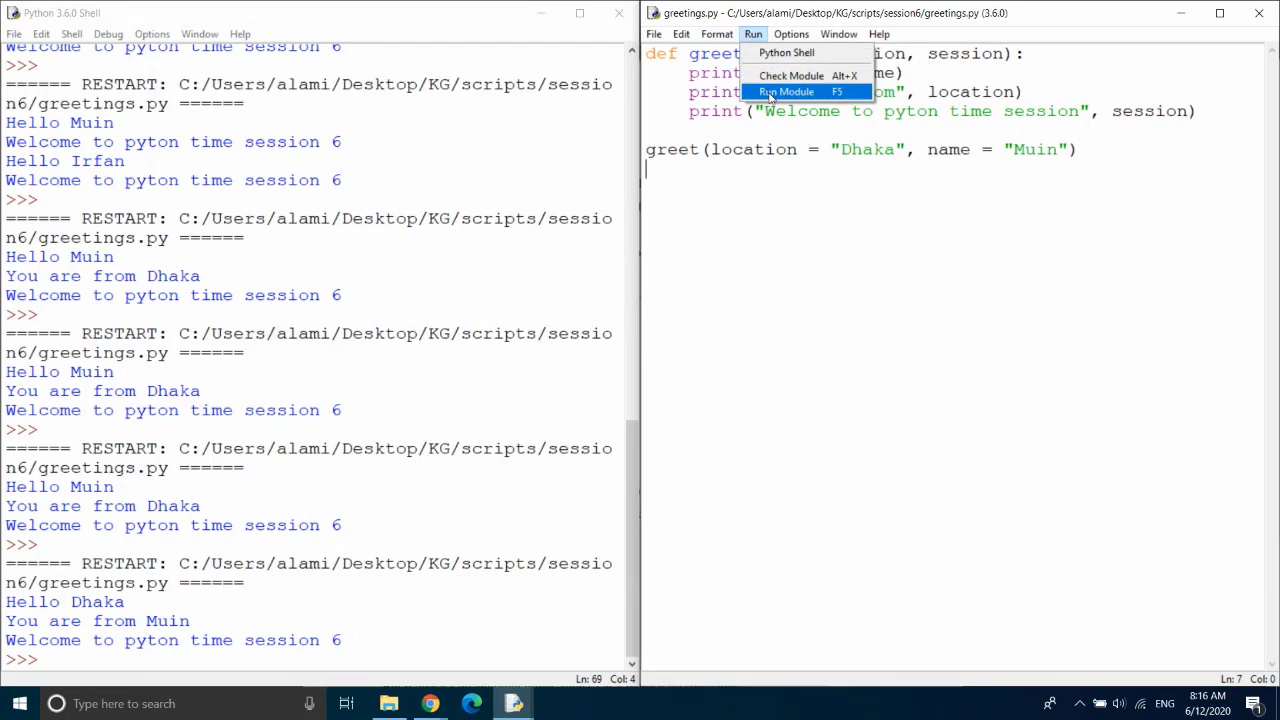 Python 3.6.0 Shell
File Edit Shell Debug Options Window Help
Welcome to pyton time session 6
>>>
====== RESTART: C:/Users/alami/Desktop/KG/scripts/sessio
n6/greetings.py ======
Hello Muin
Welcome to pyton time session 6
Hello Irfan
Welcome to pyton time session 6
>>>
====== RESTART: C:/Users/alami/Desktop/KG/scripts/sessio
n6/greetings.py ======
Hello Muin
You are from Dhaka
Welcome to pyton time session 6
>>>
====== RESTART: C:/Users/alami/Desktop/KG/scripts/sessio
n6/greetings.py ======
Hello Muin
You are from Dhaka
Welcome to pyton time session 6
>>>
====== RESTART: C:/Users/alami/Desktop/KG/scripts/sessio
n6/greetings.py ======
Hello Muin
You are from Dhaka
Welcome to pyton time session 6
>>>
====== RESTART: C:/Users/alami/Desktop/KG/scripts/sessio
n6/greetings.py ======
Hello Dhaka
You are from Muin
Welcome to pyton time session 6
>>>
Ln: 69 Col: 4
greetings.py - C:/Users/alami/Desktop/KG/scripts/session6/greetings.py (3.6.0)
File Edit Format Run Options Window Help
Python Shell
Check Module Alt+X
Run Module F5
def greet ion, session):
print me)
print om", location)
print("Welcome to pyton time session", session)
greet(location = "Dhaka", name = "Muin")
Ln: 7 Col: 0
Type here to search
ENG
8:16 AM
6/12/2020